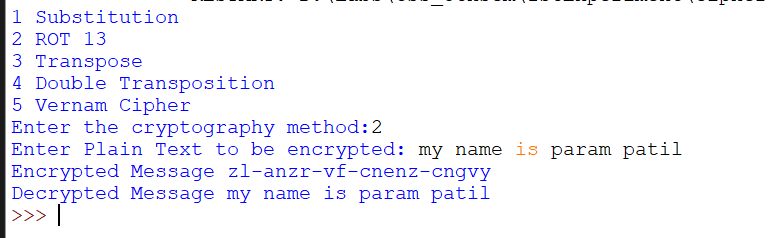 1 Substitution
2 ROT 13
3 Transpose
4 Double Transposition
5 Vernam Cipher
Enter the cryptography method:2
Enter Plain Text to be encrypted: my name is param patil
Encrypted Message zl-anzr-vf-cnenz-cngvy
Decrypted Message my name is param patil
>>>